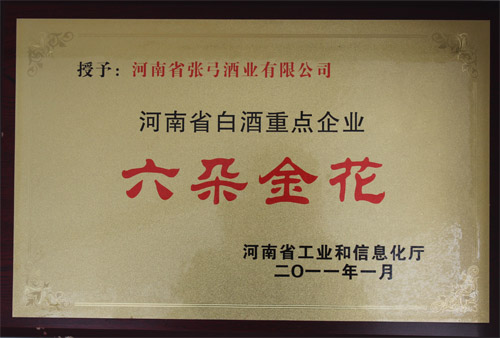 授予：河南省张弓酒业有限公司
河南省白酒重点企业
六朵金花
河南省工业和信息化厅
二〇一一年一月